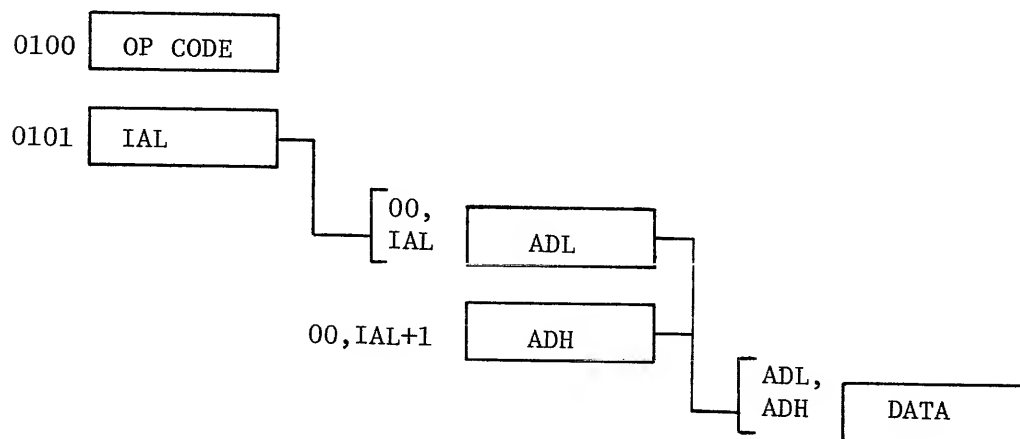 0100 OP CODE
0101 IAL
00,
IAL
ADL
00,IAL+1 ADH
ADL,
ADH
DATA